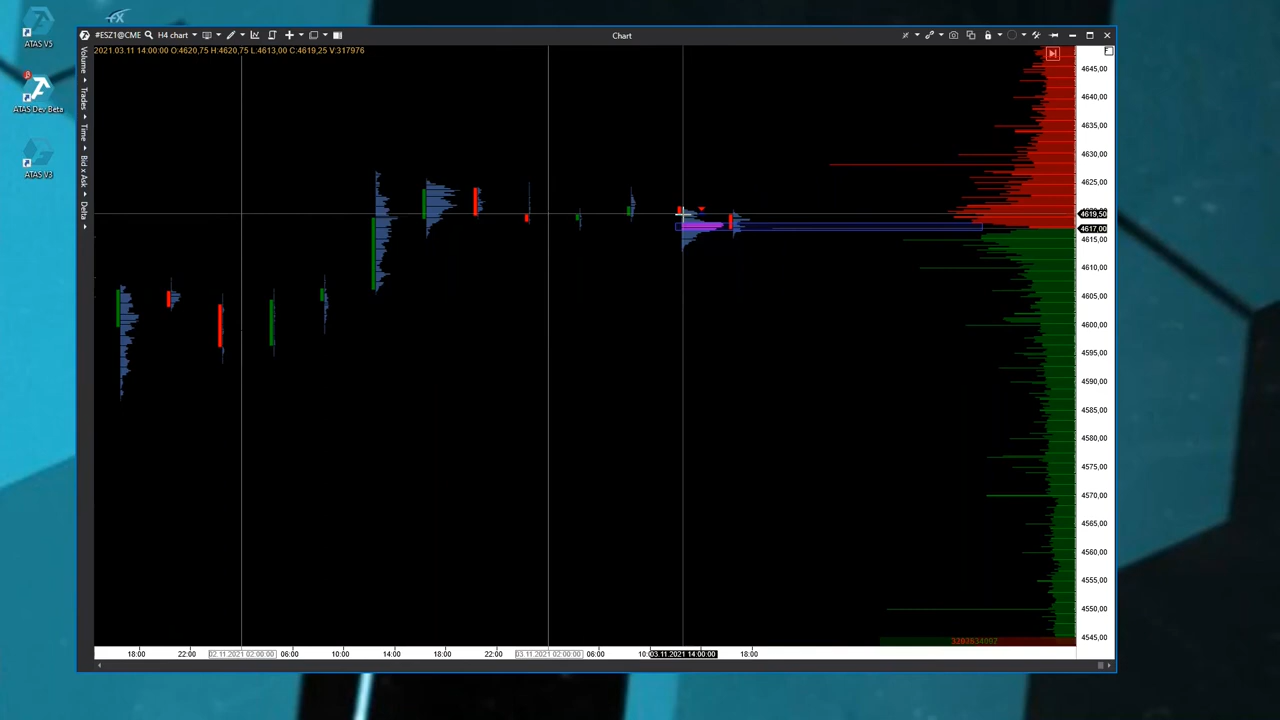 ATAS V5
ATAS Dev Beta
ATAS V3
#ESZ1@CME
H4 chart
Chart
2021.03.11 14:00:00 O:4620,75 H:4620,75 L:4613,00 C:4619,25 V:317976
Volume
Trades
Time
Bid x Ask
Delta
4645,00
4640,00
4635,00
4630,00
4625,00
4619,50
4617,00
4615,00
4610,00
4605,00
4600,00
4595,00
4590,00
4585,00
4580,00
4575,00
4570,00
4565,00
4560,00
4555,00
4550,00
4545,00
18:00
22:00
02.11.2021 02:00:00
06:00
10:00
14:00
18:00
22:00
03.11.2021 02:00:00
06:00
03.11.2021 14:00:00
18:00